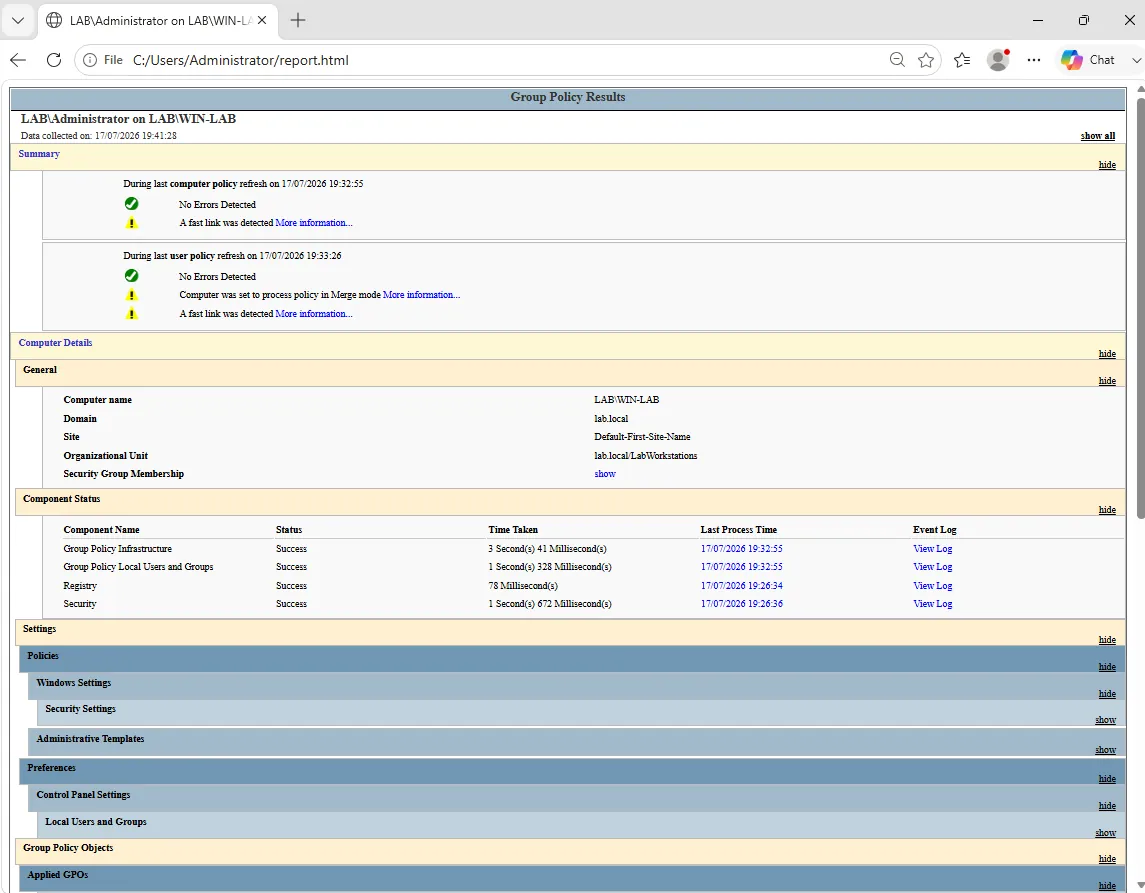 LAB\Administrator on LAB\WIN-LA
File C:/Users/Administrator/report.html
Chat
Group Policy Results
LAB\Administrator on LAB\WIN-LAB
Data collected on: 17/07/2026 19:41:28
show all
Summary
hide
During last computer policy refresh on 17/07/2026 19:32:55
No Errors Detected
A fast link was detected More information...
During last user policy refresh on 17/07/2026 19:33:26
No Errors Detected
Computer was set to process policy in Merge mode More information...
A fast link was detected More information...
Computer Details
hide
General
hide
Computer name LAB\WIN-LAB
Domain lab.local
Site Default-First-Site-Name
Organizational Unit lab.local/LabWorkstations
Security Group Membership show
Component Status
hide
Component Name Status Time Taken Last Process Time Event Log
Group Policy Infrastructure Success 3 Second(s) 41 Millisecond(s) 17/07/2026 19:32:55 View Log
Group Policy Local Users and Groups Success 1 Second(s) 328 Millisecond(s) 17/07/2026 19:32:55 View Log
Registry Success 78 Millisecond(s) 17/07/2026 19:26:34 View Log
Security Success 1 Second(s) 672 Millisecond(s) 17/07/2026 19:26:36 View Log
Settings
hide
Policies
hide
Windows Settings
hide
Security Settings
show
Administrative Templates
show
Preferences
hide
Control Panel Settings
hide
Local Users and Groups
show
Group Policy Objects
hide
Applied GPOs
hide